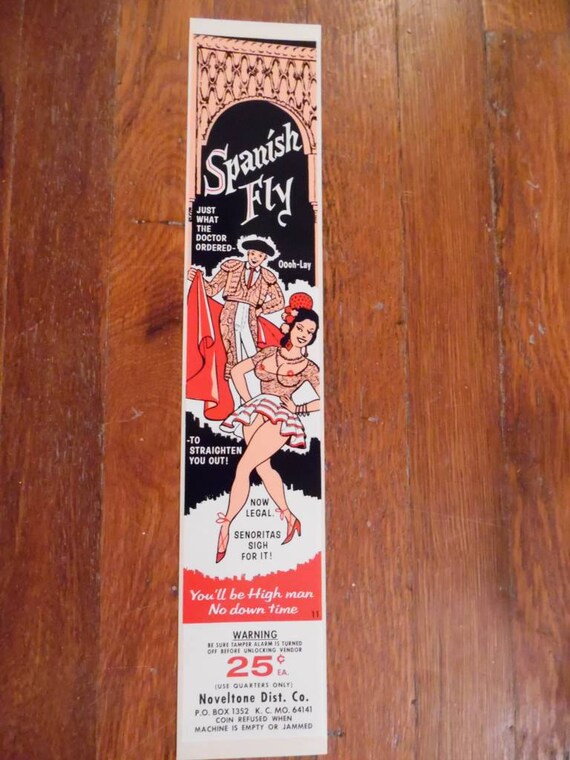 Spanish
Fly
JUST
WHAT
THE
DOCTOR
ORDERED-
Oooh-Lay
-TO
STRAIGHTEN
YOU OUT!
NOW
LEGAL.
SENORITAS
SIGH
FOR IT!
You'll be High man
No down time
11
WARNING
BE SURE TAMPER ALARM IS TURNED
OFF BEFORE UNLOCKING VENDOR
25¢ EA.
(USE QUARTERS ONLY)
Noveltone Dist. Co.
P.O. BOX 1352 K. C. MO. 64141
COIN REFUSED WHEN
MACHINE IS EMPTY OR JAMMED